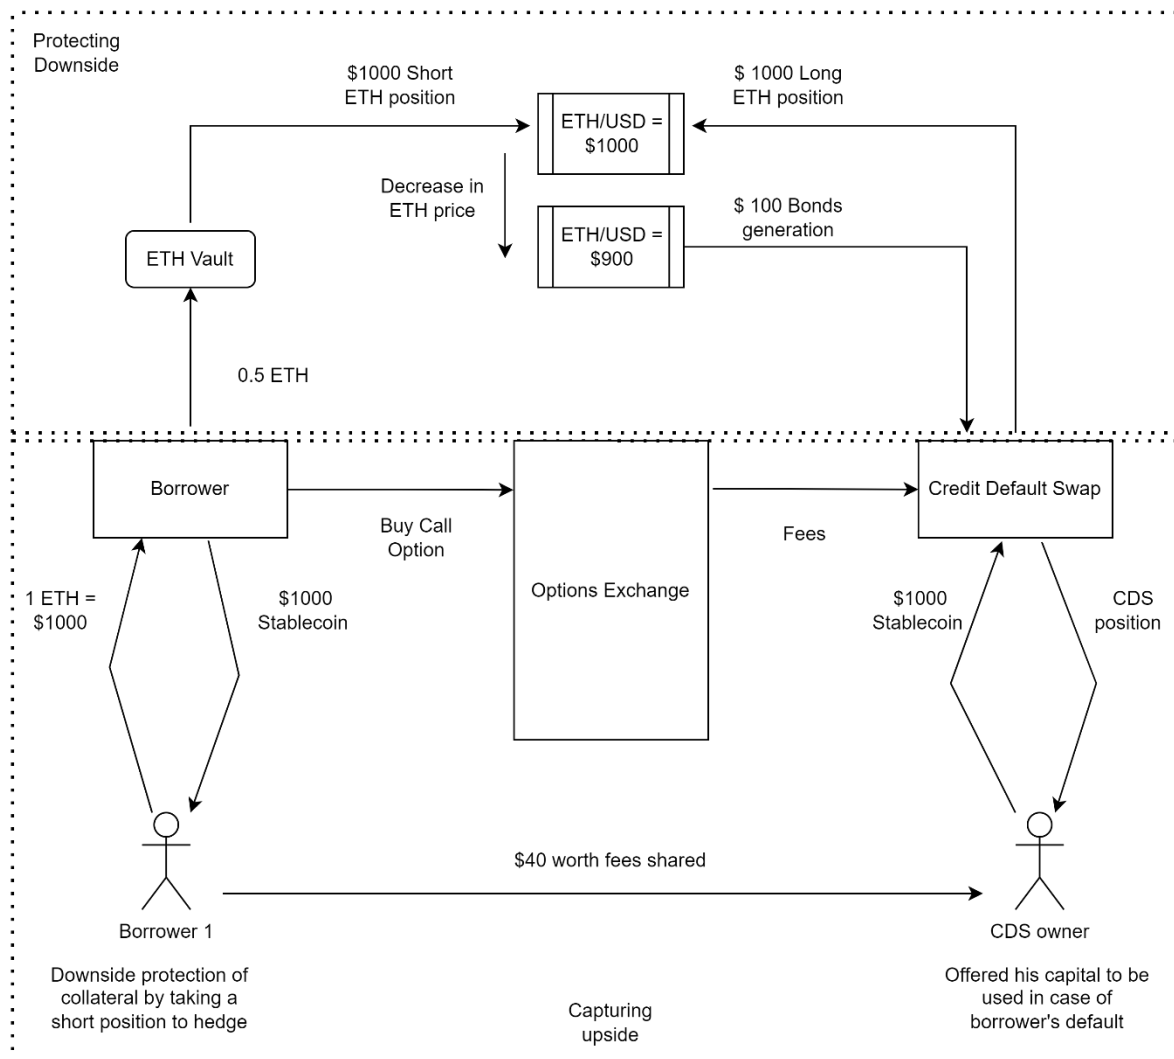 Protecting
Downside
$1000 Short
ETH position
$ 1000 Long
ETH position
ETH/USD =
$1000
Decrease in
ETH price
$ 100 Bonds
generation
ETH/USD =
$900
ETH Vault
0.5 ETH
Borrower
Buy Call
Option
Options Exchange
Fees
Credit Default Swap
1 ETH =
$1000
$1000
Stablecoin
$1000
Stablecoin
CDS
position
$40 worth fees shared
Borrower 1
CDS owner
Downside protection of
collateral by taking a
short position to hedge
Capturing
upside
Offered his capital to be
used in case of
borrower's default